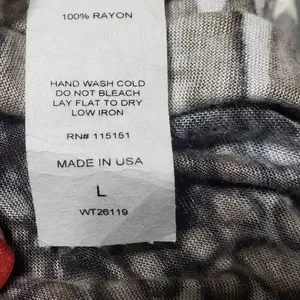 100% RAYON
HAND WASH COLD
DO NOT BLEACH
LAY FLAT TO DRY
LOW IRON
RN# 115151
MADE IN USA
L
WT26119